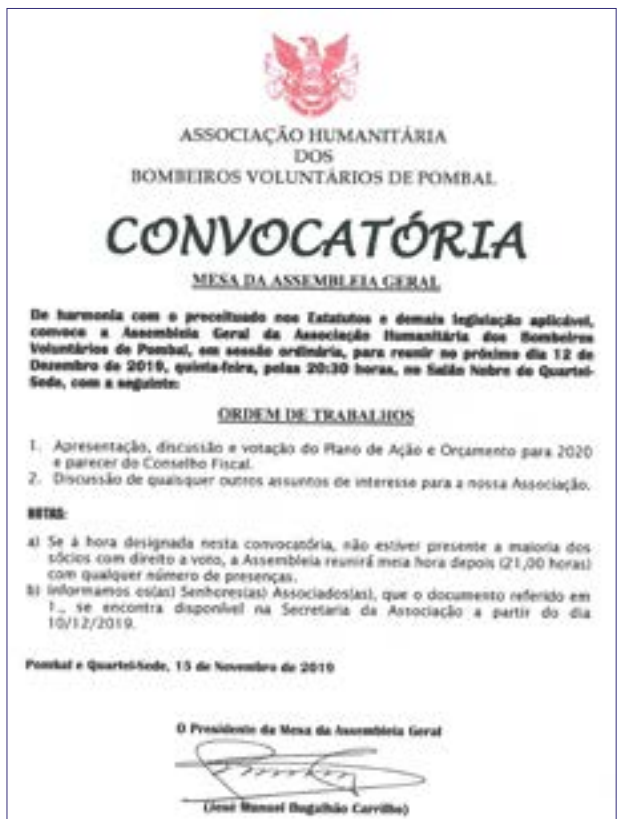 ASSOCIAÇÃO HUMANITÁRIA
DOS
BOMBEIROS VOLUNTÁRIOS DE POMBAL
CONVOCATÓRIA
MESA DA ASSEMBLEIA GERAL
De harmonia com o preceituado nos Estatutos e demais legislação aplicável,
convoco a Assembleia Geral da Associação Humanitária dos Bombeiros
Voluntários de Pombal, em sessão ordinária, para reunir no próximo dia 12 de
Dezembro de 2019, quinta-feira, pelas 20:30 horas, no Salão Nobre do Quartel-
Sede, com a seguinte:
ORDEM DE TRABALHOS
1. Apresentação, discussão e votação do Plano de Ação e Orçamento para 2020
e parecer do Conselho Fiscal.
2. Discussão de quaisquer outros assuntos de interesse para a nossa Associação.
NOTAS:
a) Se à hora designada nesta convocatória, não estiver presente a maioria dos
sócios com direito a voto, a Assembleia reunirá meia hora depois (21,00 horas)
com qualquer número de presenças.
b) Informamos os(as) Senhores(as) Associados(as), que o documento referido em
1., se encontra disponível na Secretaria da Associação a partir do dia
10/12/2019.
Pombal e Quartel-Sede, 15 de Novembro de 2019
O Presidente da Mesa da Assembleia Geral
(José Manuel Bugalhão Carrilho)